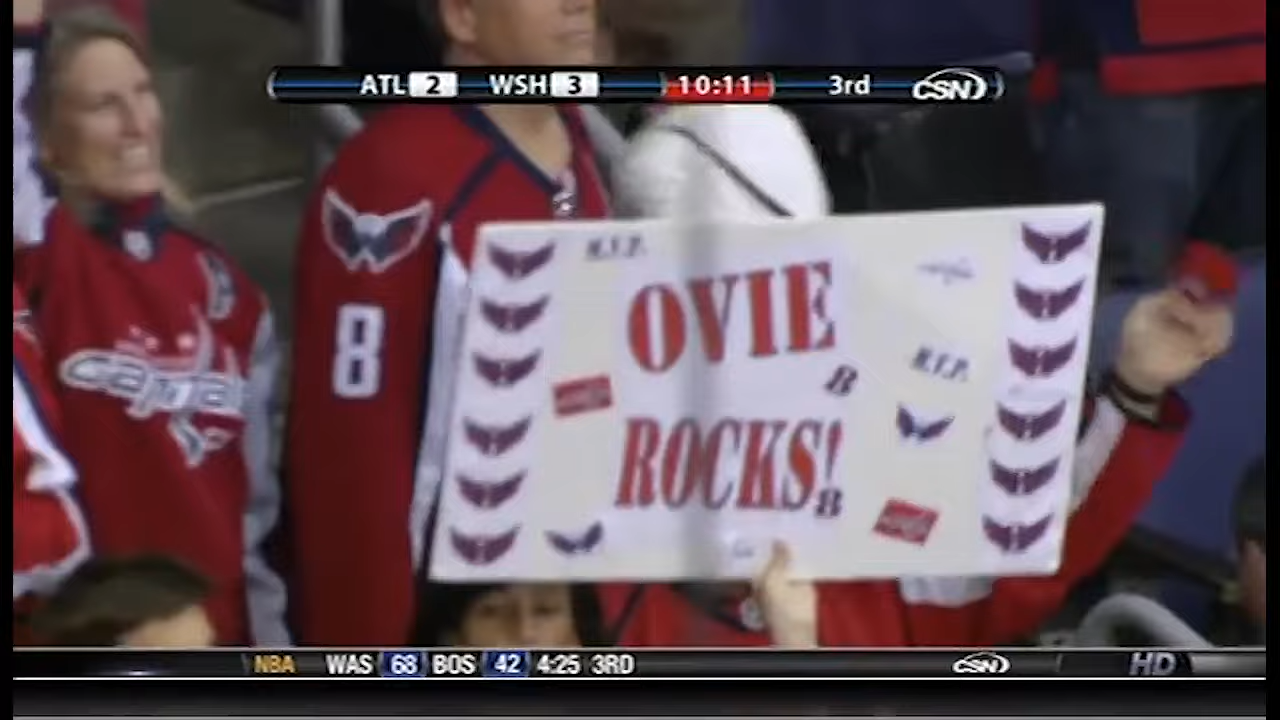 ATL 2 WSH 3 10:11 3rd CSN
M.V.P.
OVIE
8
M.V.P.
8
capitals
ROCKS!
8
NBA WAS 68 BOS 42 4:25 3RD CSN HD